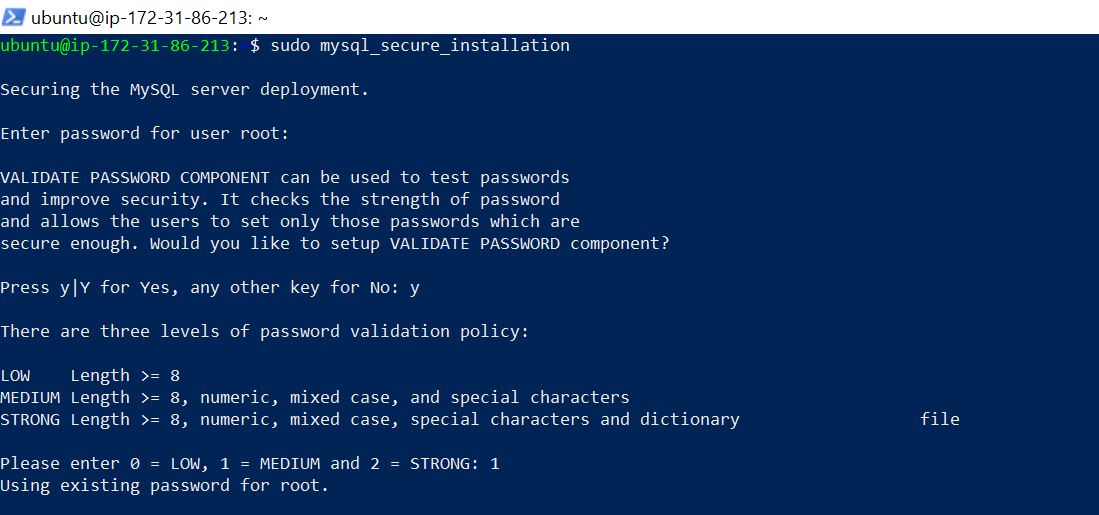 ubuntu@ip-172-31-86-213: ~
ubuntu@ip-172-31-86-213:~$ sudo mysql_secure_installation
Securing the MySQL server deployment.
Enter password for user root:
VALIDATE PASSWORD COMPONENT can be used to test passwords
and improve security. It checks the strength of password
and allows the users to set only those passwords which are
secure enough. Would you like to setup VALIDATE PASSWORD component?
Press y|Y for Yes, any other key for No: y
There are three levels of password validation policy:
LOW    Length >= 8
MEDIUM Length >= 8, numeric, mixed case, and special characters
STRONG Length >= 8, numeric, mixed case, special characters and dictionary                  file
Please enter 0 = LOW, 1 = MEDIUM and 2 = STRONG: 1
Using existing password for root.